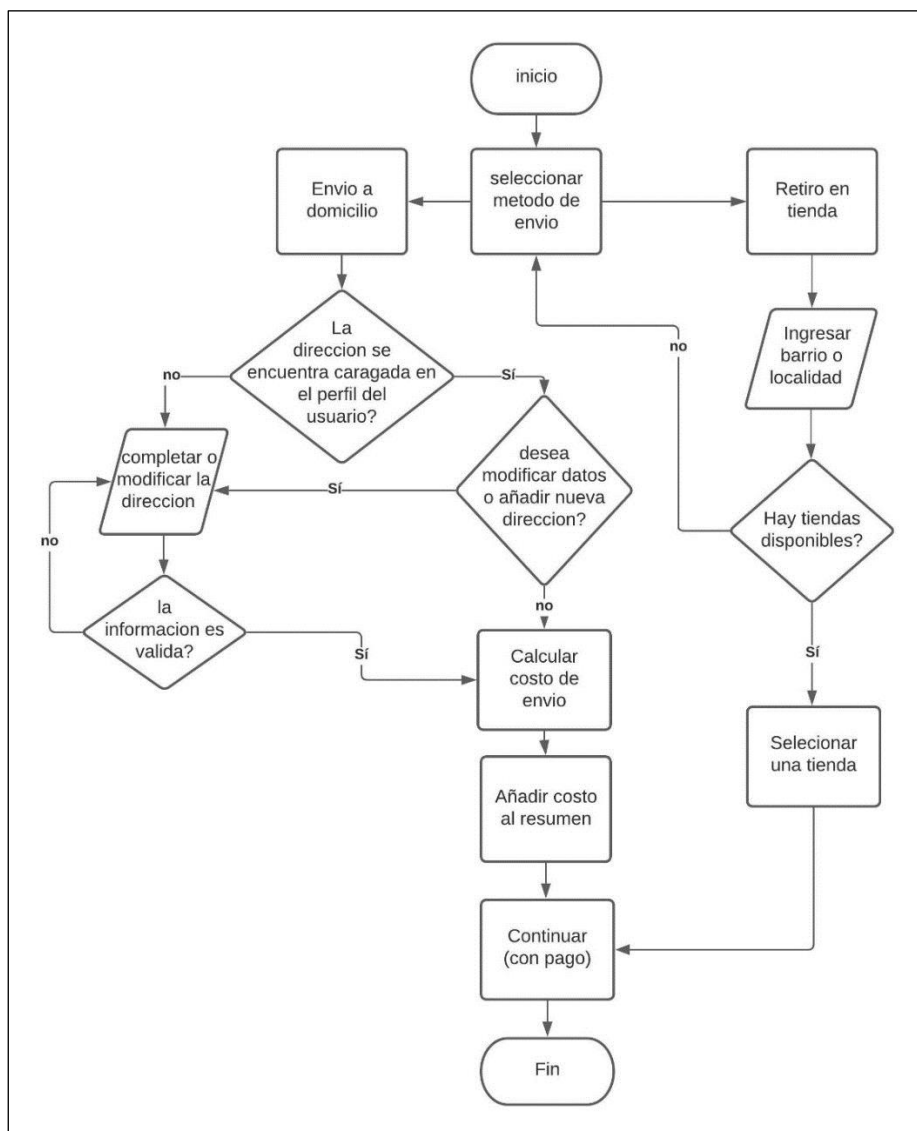 inicio
Envio a
domicilio
seleccionar
metodo de
envio
Retiro en
tienda
La
direccion se
encuentra caragada en
el perfil del
usuario?
no
Sí
Ingresar
barrio o
localidad
no
completar o
modificar la
direccion
desea
modificar datos
o añadir nueva
direccion?
Sí
Hay tiendas
disponibles?
no
la
informacion es
valida?
no
Sí
Sí
Calcular
costo de
envio
Selecionar
una tienda
Añadir costo
al resumen
Continuar
(con pago)
Fin